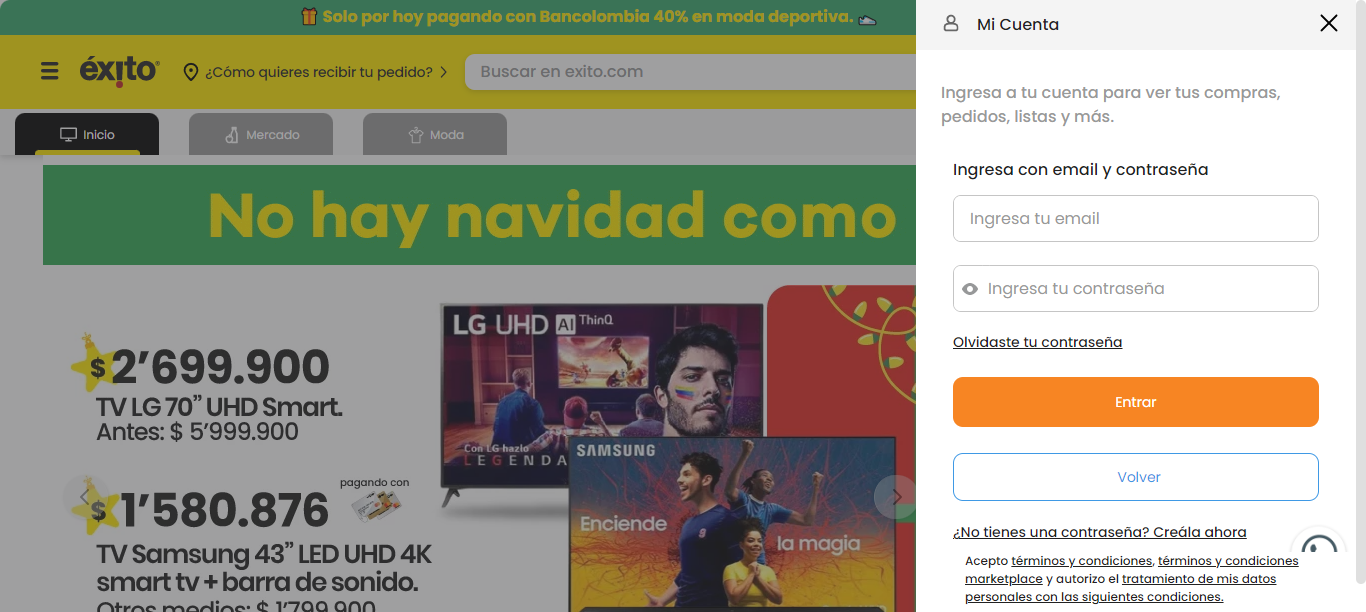 Solo por hoy pagando con Bancolombia 40% en moda deportiva.
Mi Cuenta
éxito
¿Cómo quieres recibir tu pedido?
Buscar en exito.com
Inicio
Mercado
Moda
Ingresa a tu cuenta para ver tus compras,
pedidos, listas y más.
Ingresa con email y contraseña
Ingresa tu email
Ingresa tu contraseña
Olvidaste tu contraseña
Entrar
Volver
¿No tienes una contraseña? Creála ahora
Acepto términos y condiciones, términos y condiciones
marketplace y autorizo el tratamiento de mis datos
personales con las siguientes condiciones.
No hay navidad como
$ 2’699.900
TV LG 70” UHD Smart.
Antes: $ 5’999.900
LG UHD AI ThinQ
Con LG hazlo
LEGENDA
$ 1’580.876
pagando con
TV Samsung 43” LED UHD 4K
smart tv + barra de sonido.
Otros medios: $ 1’799.900
SAMSUNG
Enciende
la magia